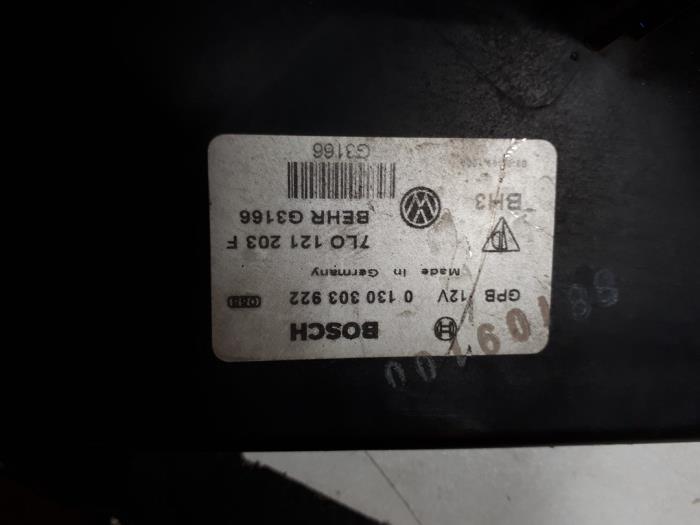 BOSCH
GPB 12V 0 130 303 922
Made in Germany
7L0 121 203 F
BEHR G3166
BH3
G3166